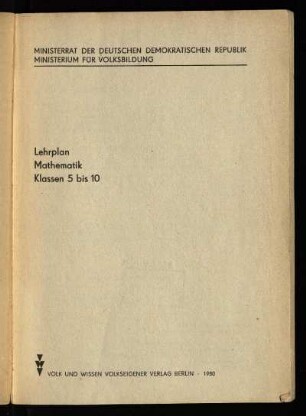 MINISTERRAT DER DEUTSCHEN DEMOKRATISCHEN REPUBLIK
MINISTERIUM FÜR VOLKSBILDUNG
Lehrplan
Mathematik
Klassen 5 bis 10
VOLK UND WISSEN VOLKSEIGENER VERLAG BERLIN · 1980